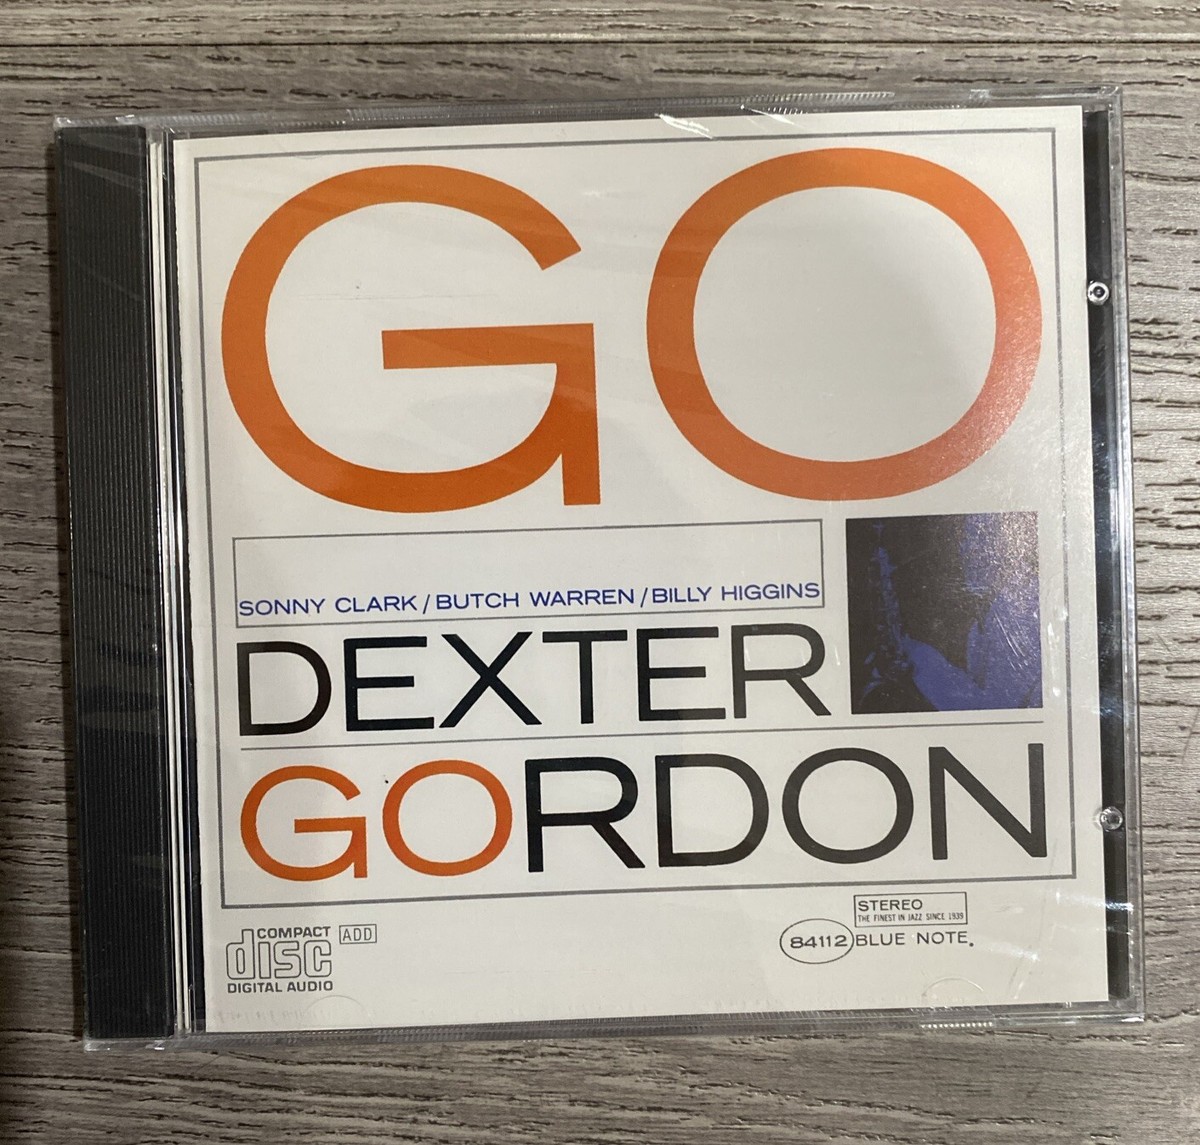 GO
SONNY CLARK/BUTCH WARREN/BILLY HIGGINS
DEXTER
GORDON
COMPACT
disc
DIGITAL AUDIO
ADD
STEREO
THE FINEST IN JAZZ SINCE 1939
84112 BLUE NOTE.